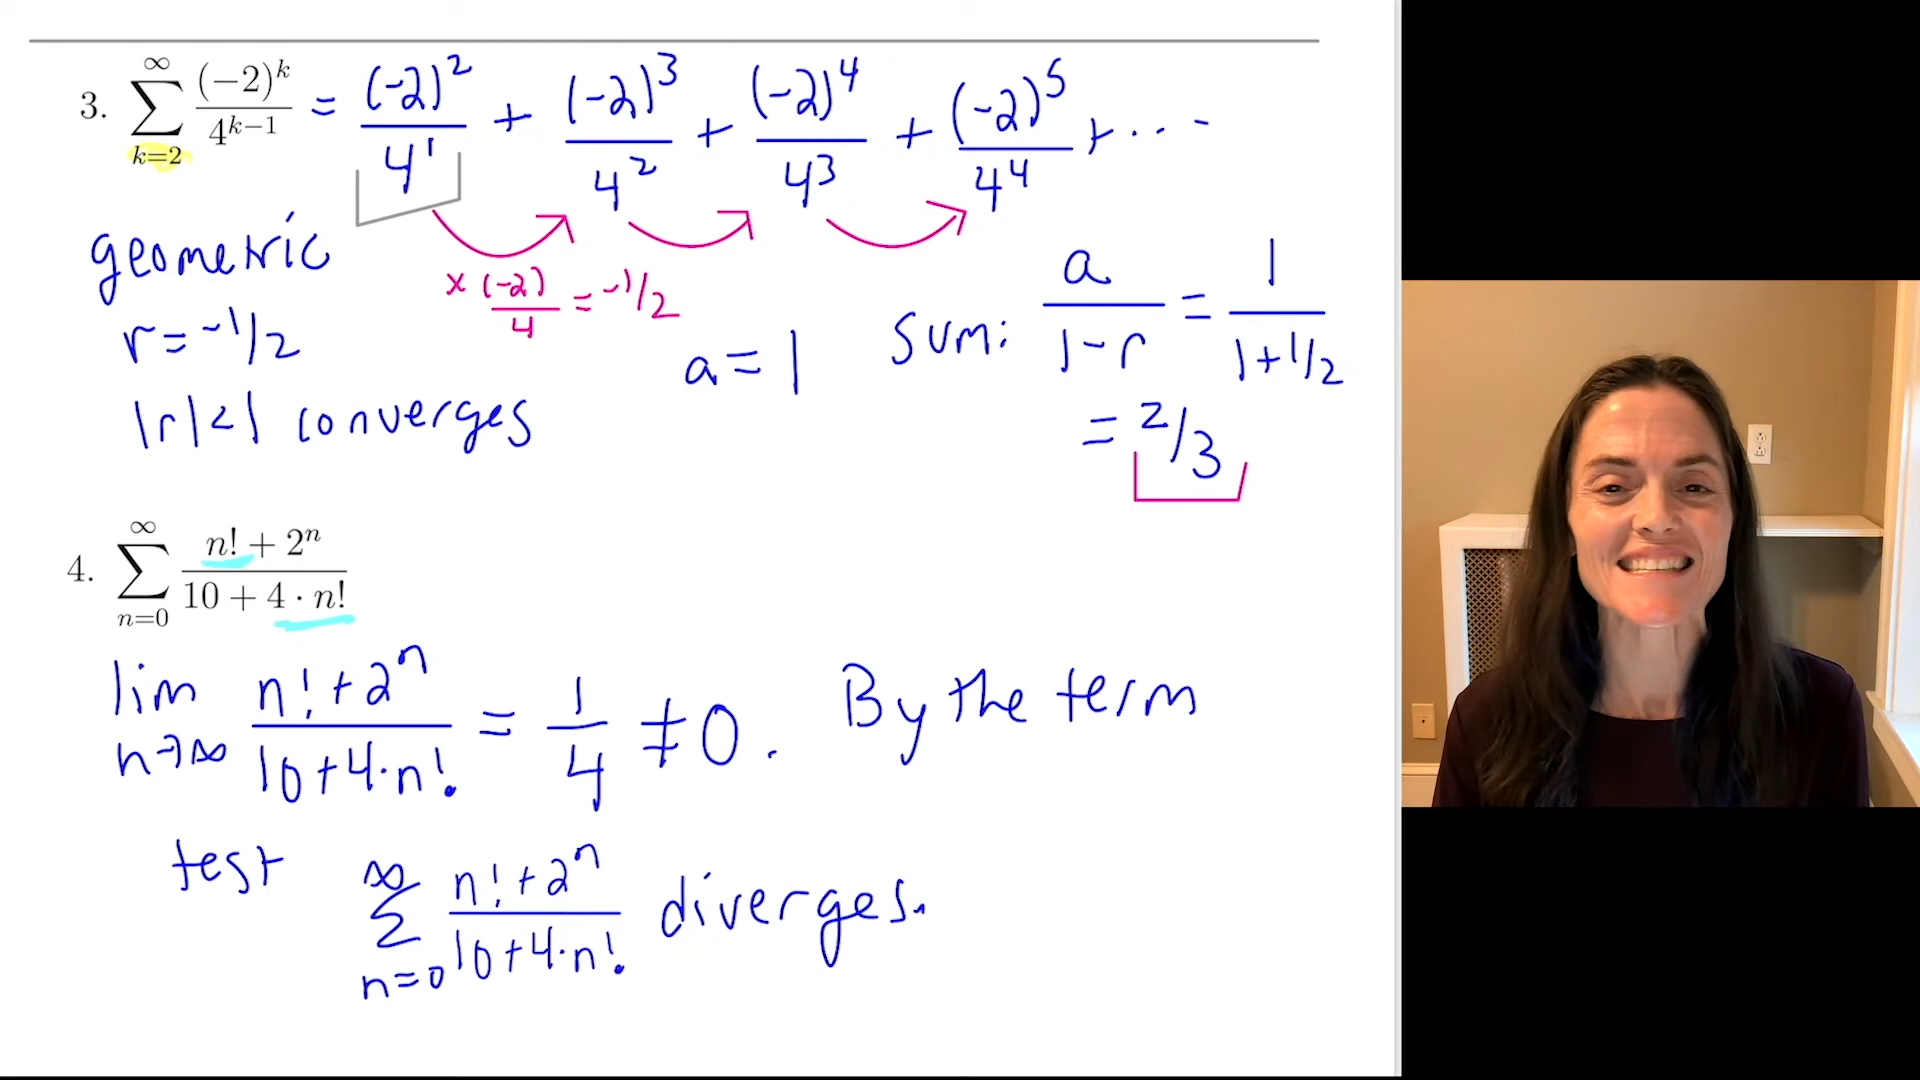 3. ∑_{k=2}^{∞} (−2)^k / 4^{k−1} = (-2)^2 / 4^1 + (-2)^3 / 4^2 + (-2)^4 / 4^3 + (-2)^5 / 4^4 + ...
geometric
x (-2)/4 = -1/2
r = -1/2
a = 1
Sum: a / (1-r) = 1 / (1+1/2)
|r|<1 converges
= 2/3
4. ∑_{n=0}^{∞} (n! + 2^n) / (10 + 4 · n!)
lim_{n→∞} (n! + 2^n) / (10+4·n!) = 1/4 ≠ 0. By the term
test ∑_{n=0}^{∞} (n! + 2^n) / (10+4·n!) diverges.